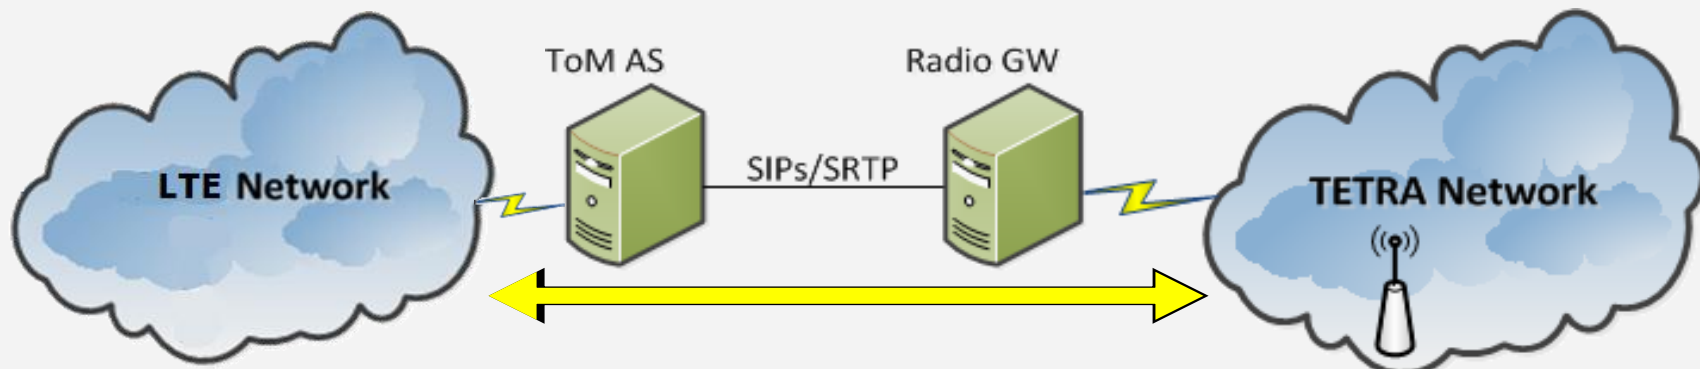 ToM AS
Radio GW
LTE Network
SIPs/SRTP
TETRA Network